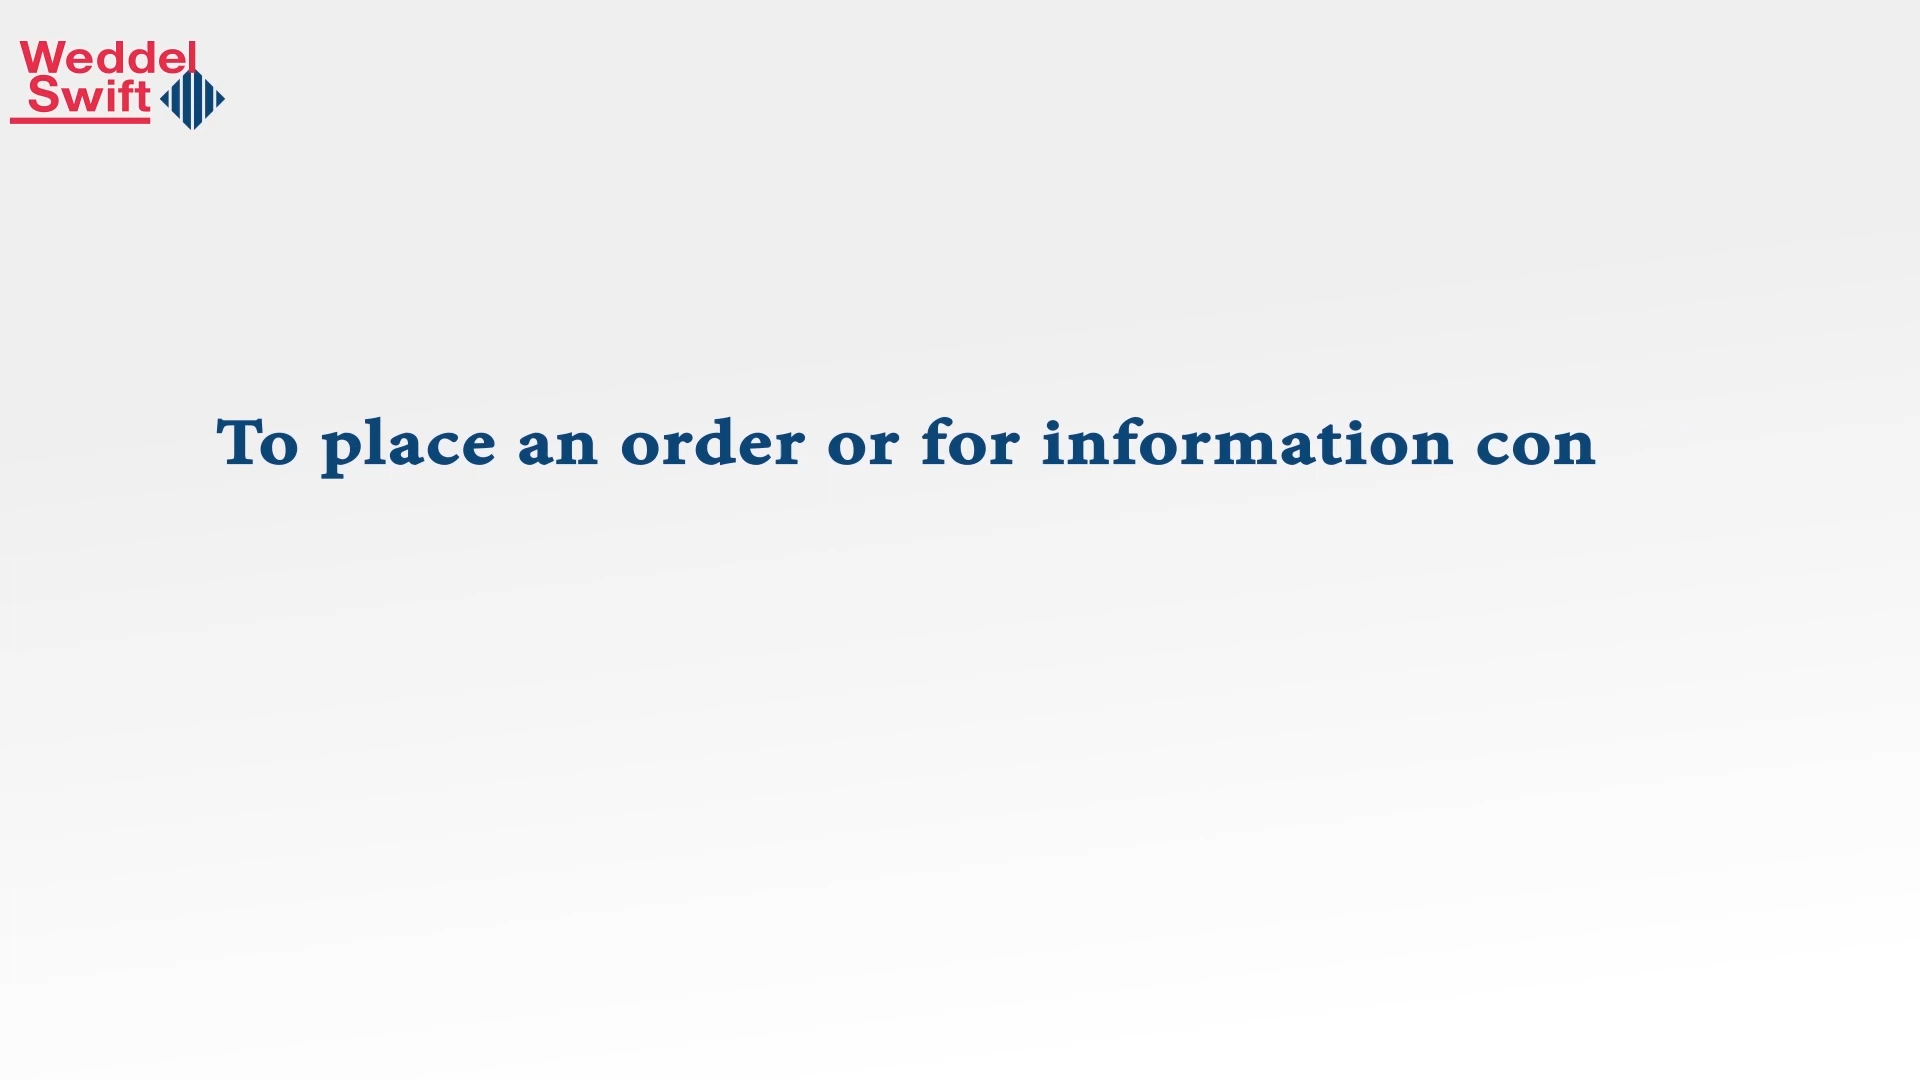 Weddel
Swift
To place an order or for information con